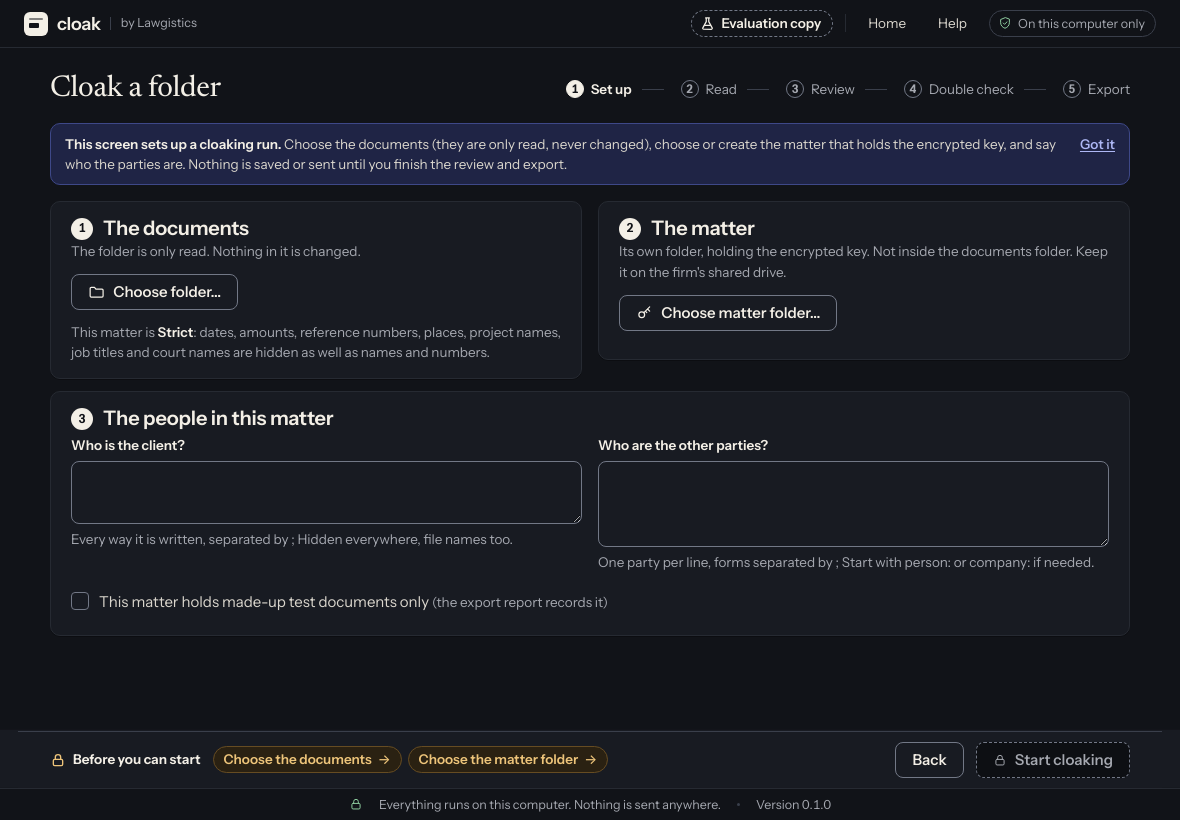 cloak
by Lawgistics
Evaluation copy
Home
Help
On this computer only
Cloak a folder
1 Set up
2 Read
3 Review
4 Double check
5 Export
This screen sets up a cloaking run. Choose the documents (they are only read, never changed), choose or create the matter that holds the encrypted key, and say
who the parties are. Nothing is saved or sent until you finish the review and export.
Got it
1 The documents
The folder is only read. Nothing in it is changed.
Choose folder...
This matter is Strict: dates, amounts, reference numbers, places, project names,
job titles and court names are hidden as well as names and numbers.
2 The matter
Its own folder, holding the encrypted key. Not inside the documents folder. Keep
it on the firm's shared drive.
Choose matter folder...
3 The people in this matter
Who is the client?
Every way it is written, separated by ; Hidden everywhere, file names too.
Who are the other parties?
One party per line, forms separated by ; Start with person: or company: if needed.
This matter holds made-up test documents only (the export report records it)
Before you can start
Choose the documents →
Choose the matter folder →
Back
Start cloaking
Everything runs on this computer. Nothing is sent anywhere. • Version 0.1.0